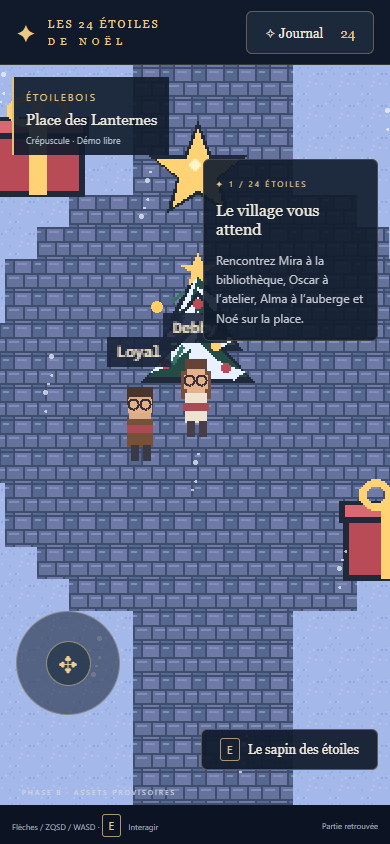 LES 24 ÉTOILES
DE NOËL
✧ Journal 24
ÉTOILEBOIS
Place des Lanternes
Crépuscule · Démo libre
✦ 1 / 24 ÉTOILES
Le village vous
attend
Rencontrez Mira à la
bibliothèque, Oscar à
l'atelier, Alma à l'auberge et
Noé sur la place.
Loyal
E Le sapin des étoiles
PHASE 6 · ASSETS PROVISOIRES
Flèches / ZQSD / WASD · E Interagir
Partie retrouvée